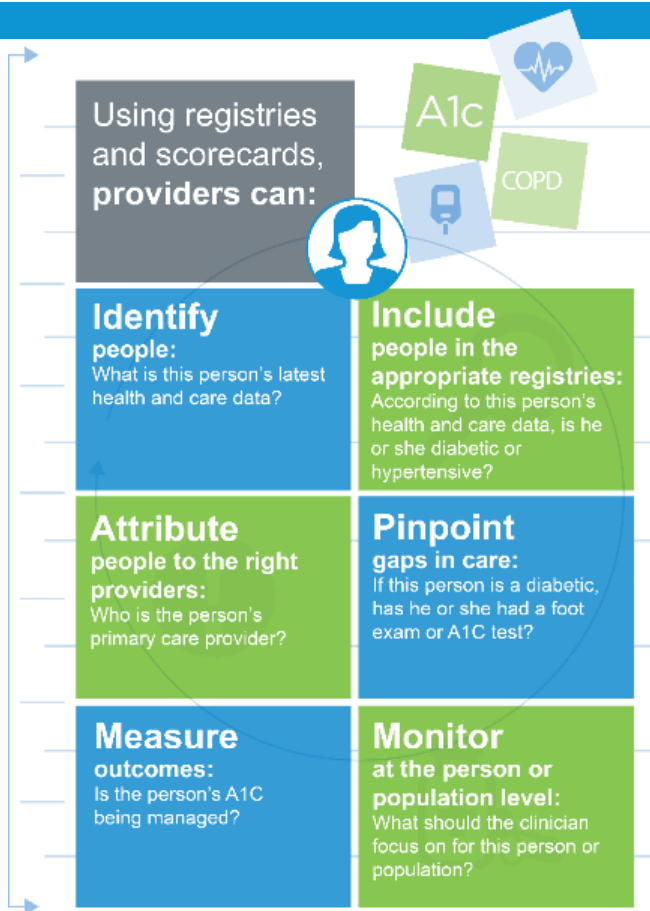 Using registries
and scorecards,
providers can:
A1c
COPD
Identify
people:
What is this person's latest
health and care data?
Include
people in the
appropriate registries:
According to this person's
health and care data, is he
or she diabetic or
hypertensive?
Attribute
people to the right
providers:
Who is the person's
primary care provider?
Pinpoint
gaps in care:
If this person is a diabetic,
has he or she had a foot
exam or A1C test?
Measure
outcomes:
Is the person's A1C
being managed?
Monitor
at the person or
population level:
What should the clinician
focus on for this person or
population?